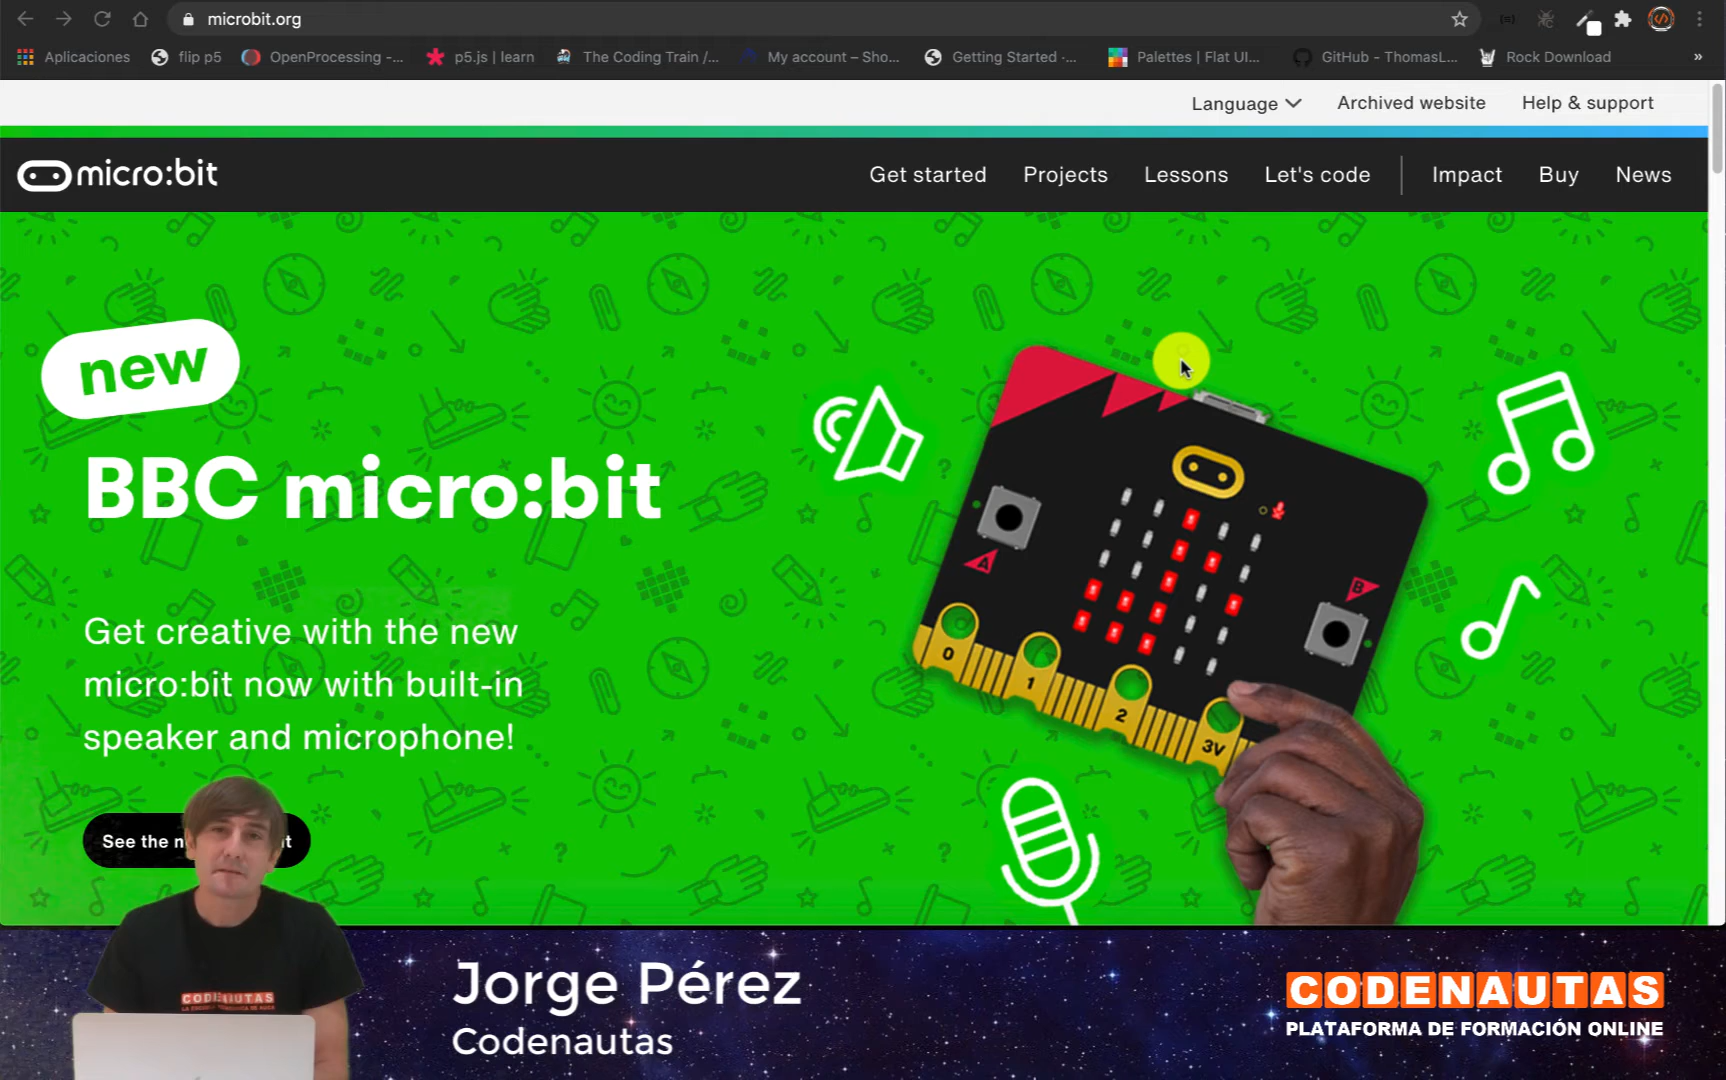 microbit.org
Aplicaciones
flip p5
OpenProcessing -...
p5.js | learn
The Coding Train /...
My account – Sho...
Getting Started -...
Palettes | Flat UI...
GitHub - ThomasL...
Rock Download
»
Language
Archived website
Help & support
micro:bit
Get started
Projects
Lessons
Let's code
Impact
Buy
News
new
BBC micro:bit
Get creative with the new
micro:bit now with built-in
speaker and microphone!
See the
A
B
0
1
2
3V
CODENAUTAS
Jorge Pérez
Codenautas
CODENAUTAS
PLATAFORMA DE FORMACIÓN ONLINE